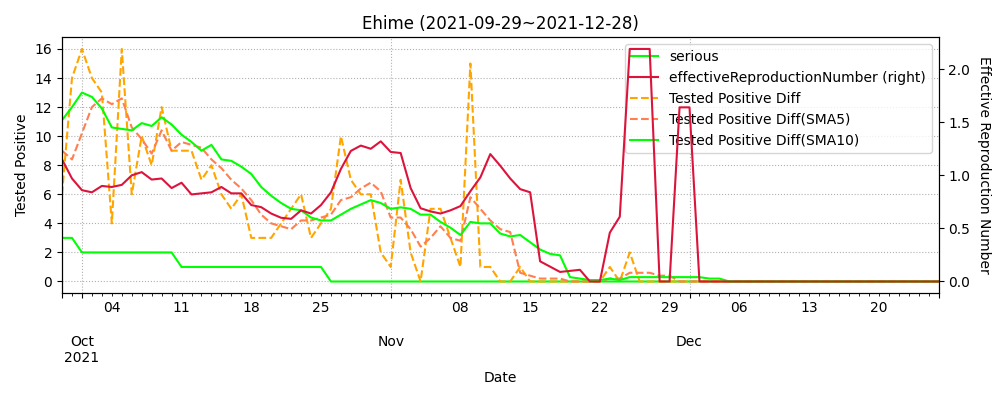 Ehime (2021-09-29~2021-12-28)
serious
effectiveReproductionNumber (right)
Tested Positive Diff
Tested Positive Diff(SMA5)
Tested Positive Diff(SMA10)
Tested Positive
16
14
12
10
8
6
4
2
0
Effective Reproduction Number
2.0
1.5
1.0
0.5
0.0
04 11 18 25 08 15 22 29 06 13 20
Oct Nov Dec
2021
Date